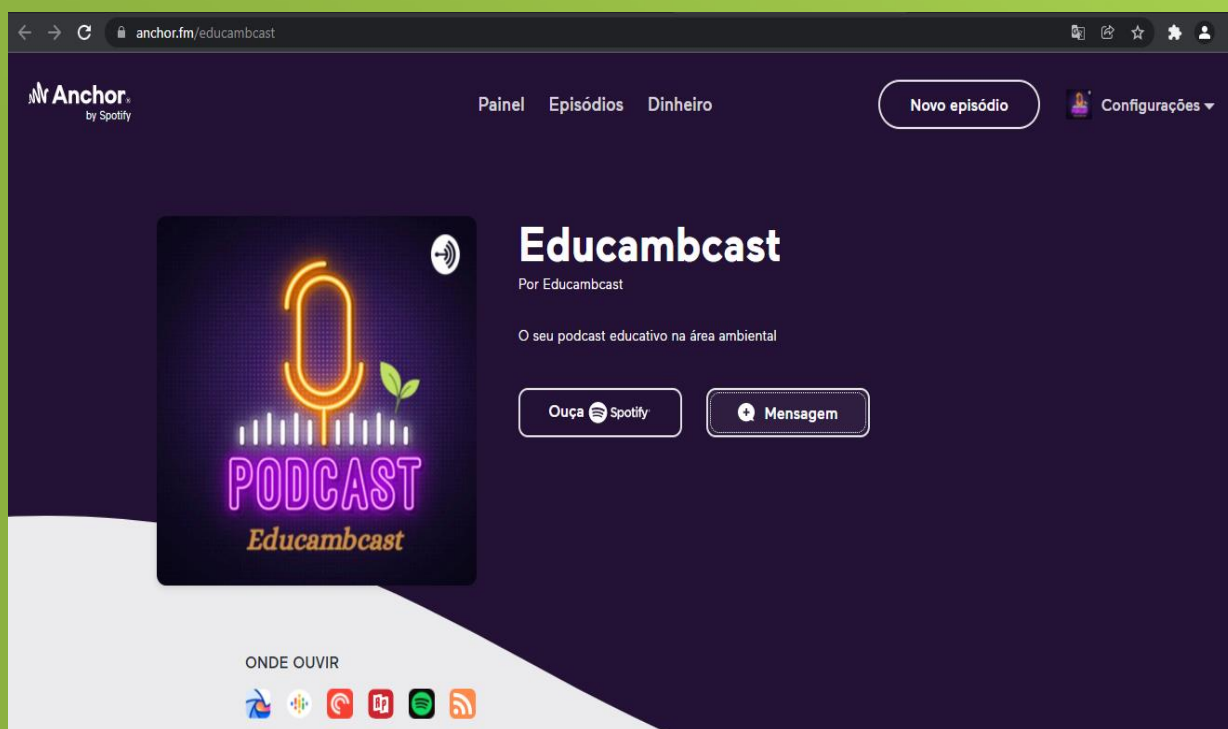 anchor.fm/educambcast
Anchor®
by Spotify
Painel Episódios Dinheiro
Novo episódio
Configurações
Educambcast
Por Educambcast
O seu podcast educativo na área ambiental
Ouça Spotify
Mensagem
PODCAST
Educambcast
ONDE OUVIR